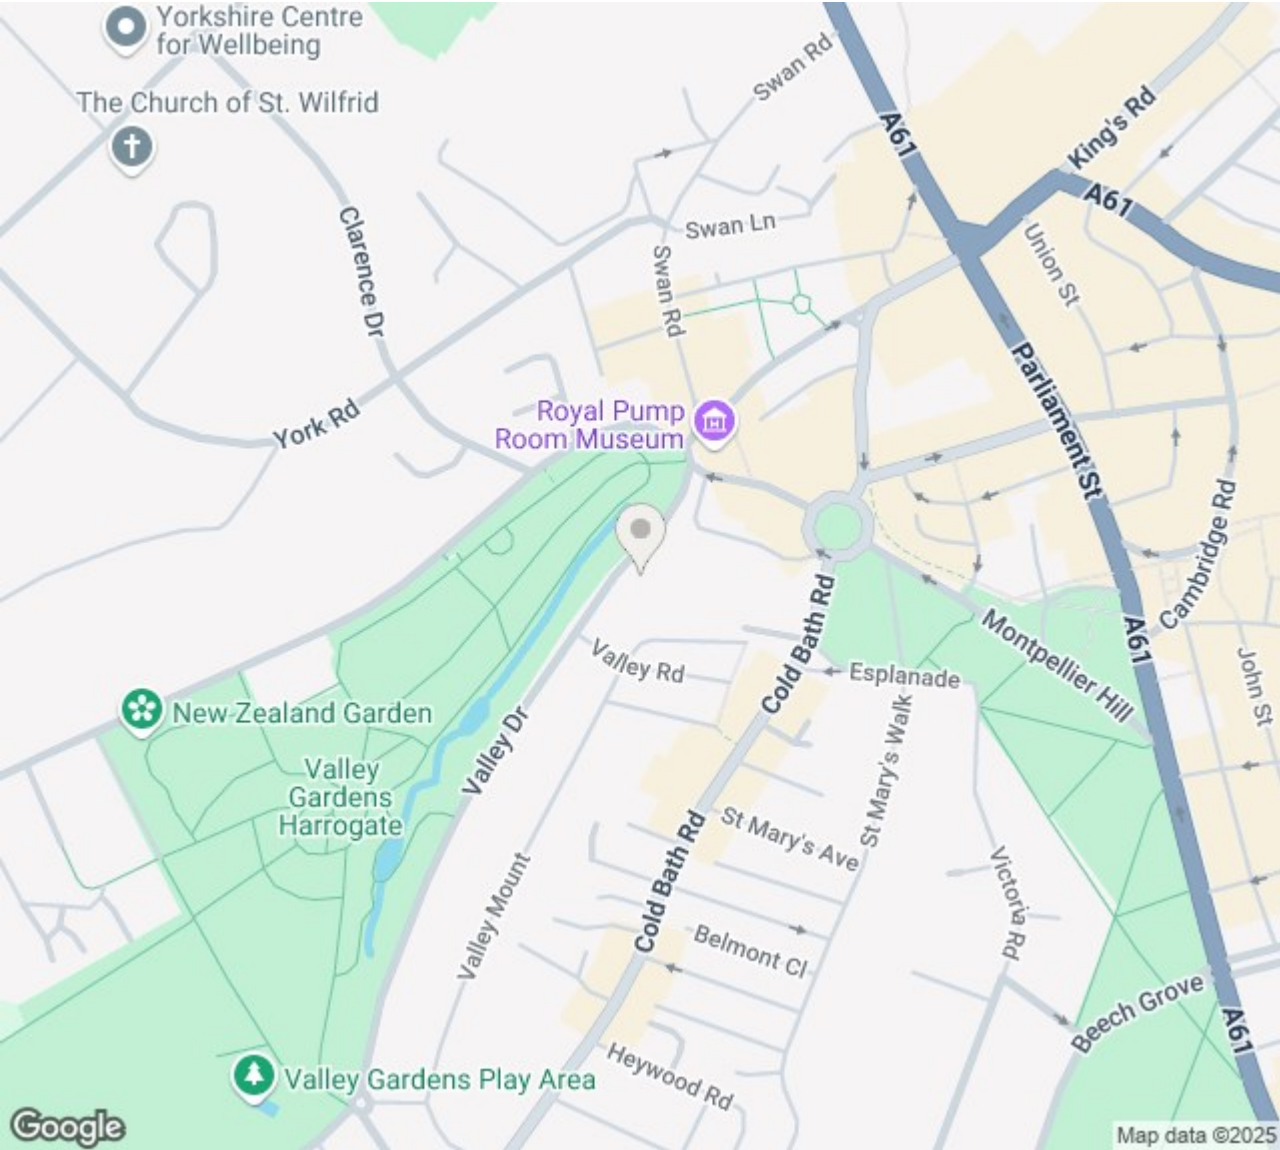 Yorkshire Centre
for Wellbeing
Swan Rd
The Church of St. Wilfrid
A61
King's Rd
A61
Clarence Dr
Swan Ln
Union St
Swan Rd
Parliament St
York Rd
Royal Pump
Room Museum
Cambridge Rd
Cold Bath Rd
Montpellier Hill
A61
Valley Rd
Esplanade
John St
New Zealand Garden
Valley Dr
St Mary's Walk
Valley
Gardens
Harrogate
St Mary's Ave
Cold Bath Rd
Valley Mount
Victoria Rd
Belmont Cl
Beech Grove
A61
Heywood Rd
Valley Gardens Play Area
Google
Map data ©2025